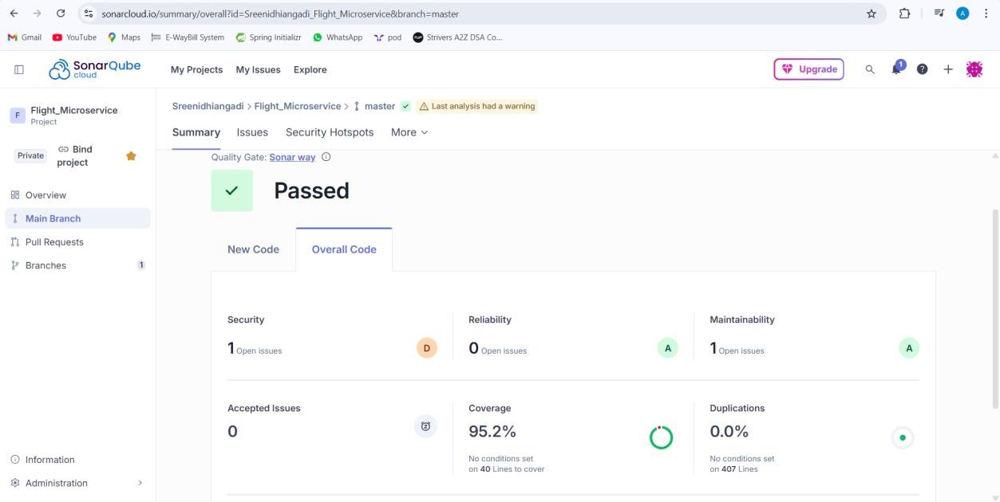 sonarcloud.io/summary/overall?id=Sreenidhiangadi_Flight_Microservice&branch=master
A
Gmail YouTube Maps E-WayBill System Spring Initializr WhatsApp pod Strivers A2Z DSA Co...
SonarQube
cloud
My Projects My Issues Explore
Upgrade
1
F
Flight_Microservice
Project
Private
Bind
project
Overview
Main Branch
Pull Requests
Branches 1
Information
Administration
Sreenidhiangadi > Flight_Microservice > master Last analysis had a warning
Summary Issues Security Hotspots More
Quality Gate: Sonar way
Passed
New Code Overall Code
Security Reliability Maintainability
1 Open issues D 0 Open issues A 1 Open issues A
Accepted Issues Coverage Duplications
0 95.2% 0.0%
No conditions set No conditions set
on 40 Lines to cover on 407 Lines